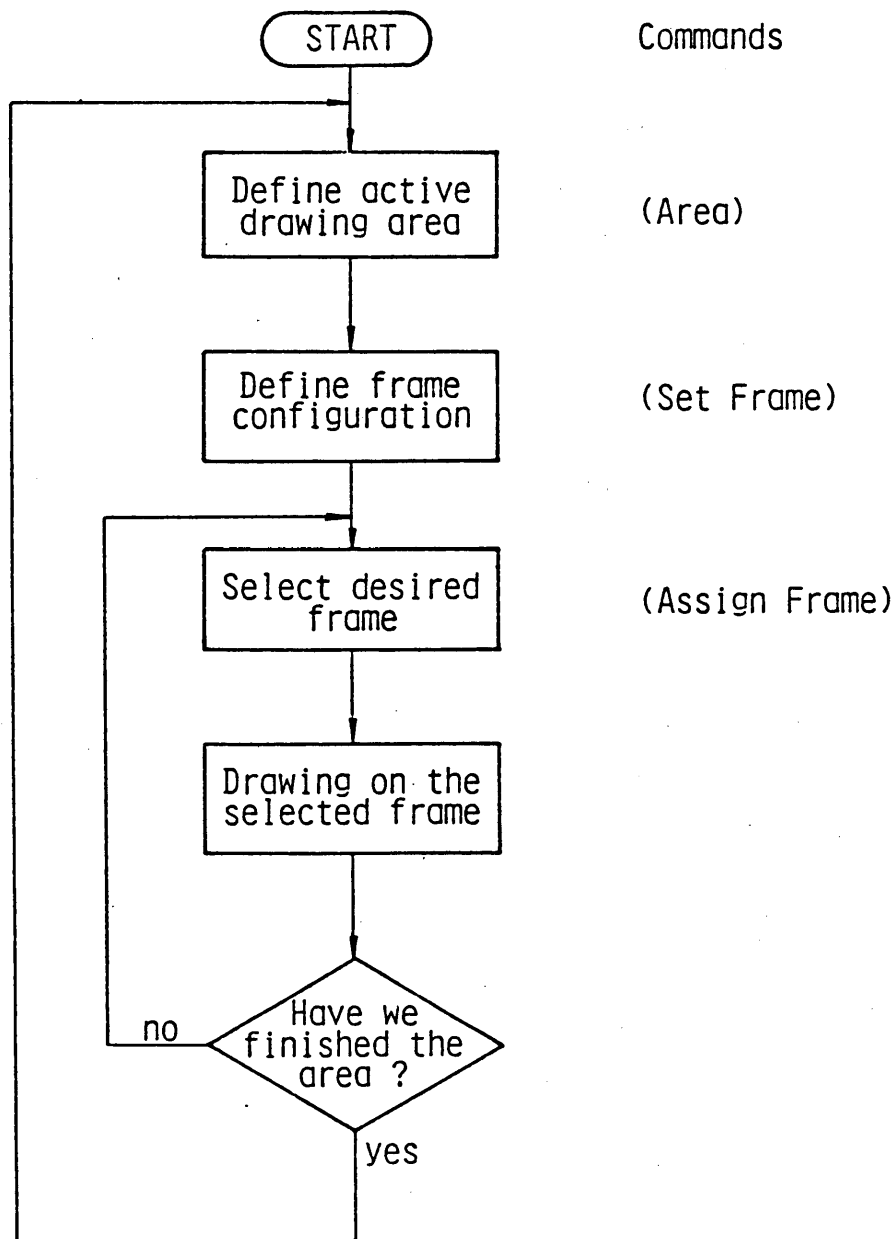 START
Commands
Define active
drawing area
(Area)
Define frame
configuration
(Set Frame)
Select desired
frame
(Assign Frame)
Drawing on the
selected frame
Have we
finished the
area ?
no
yes